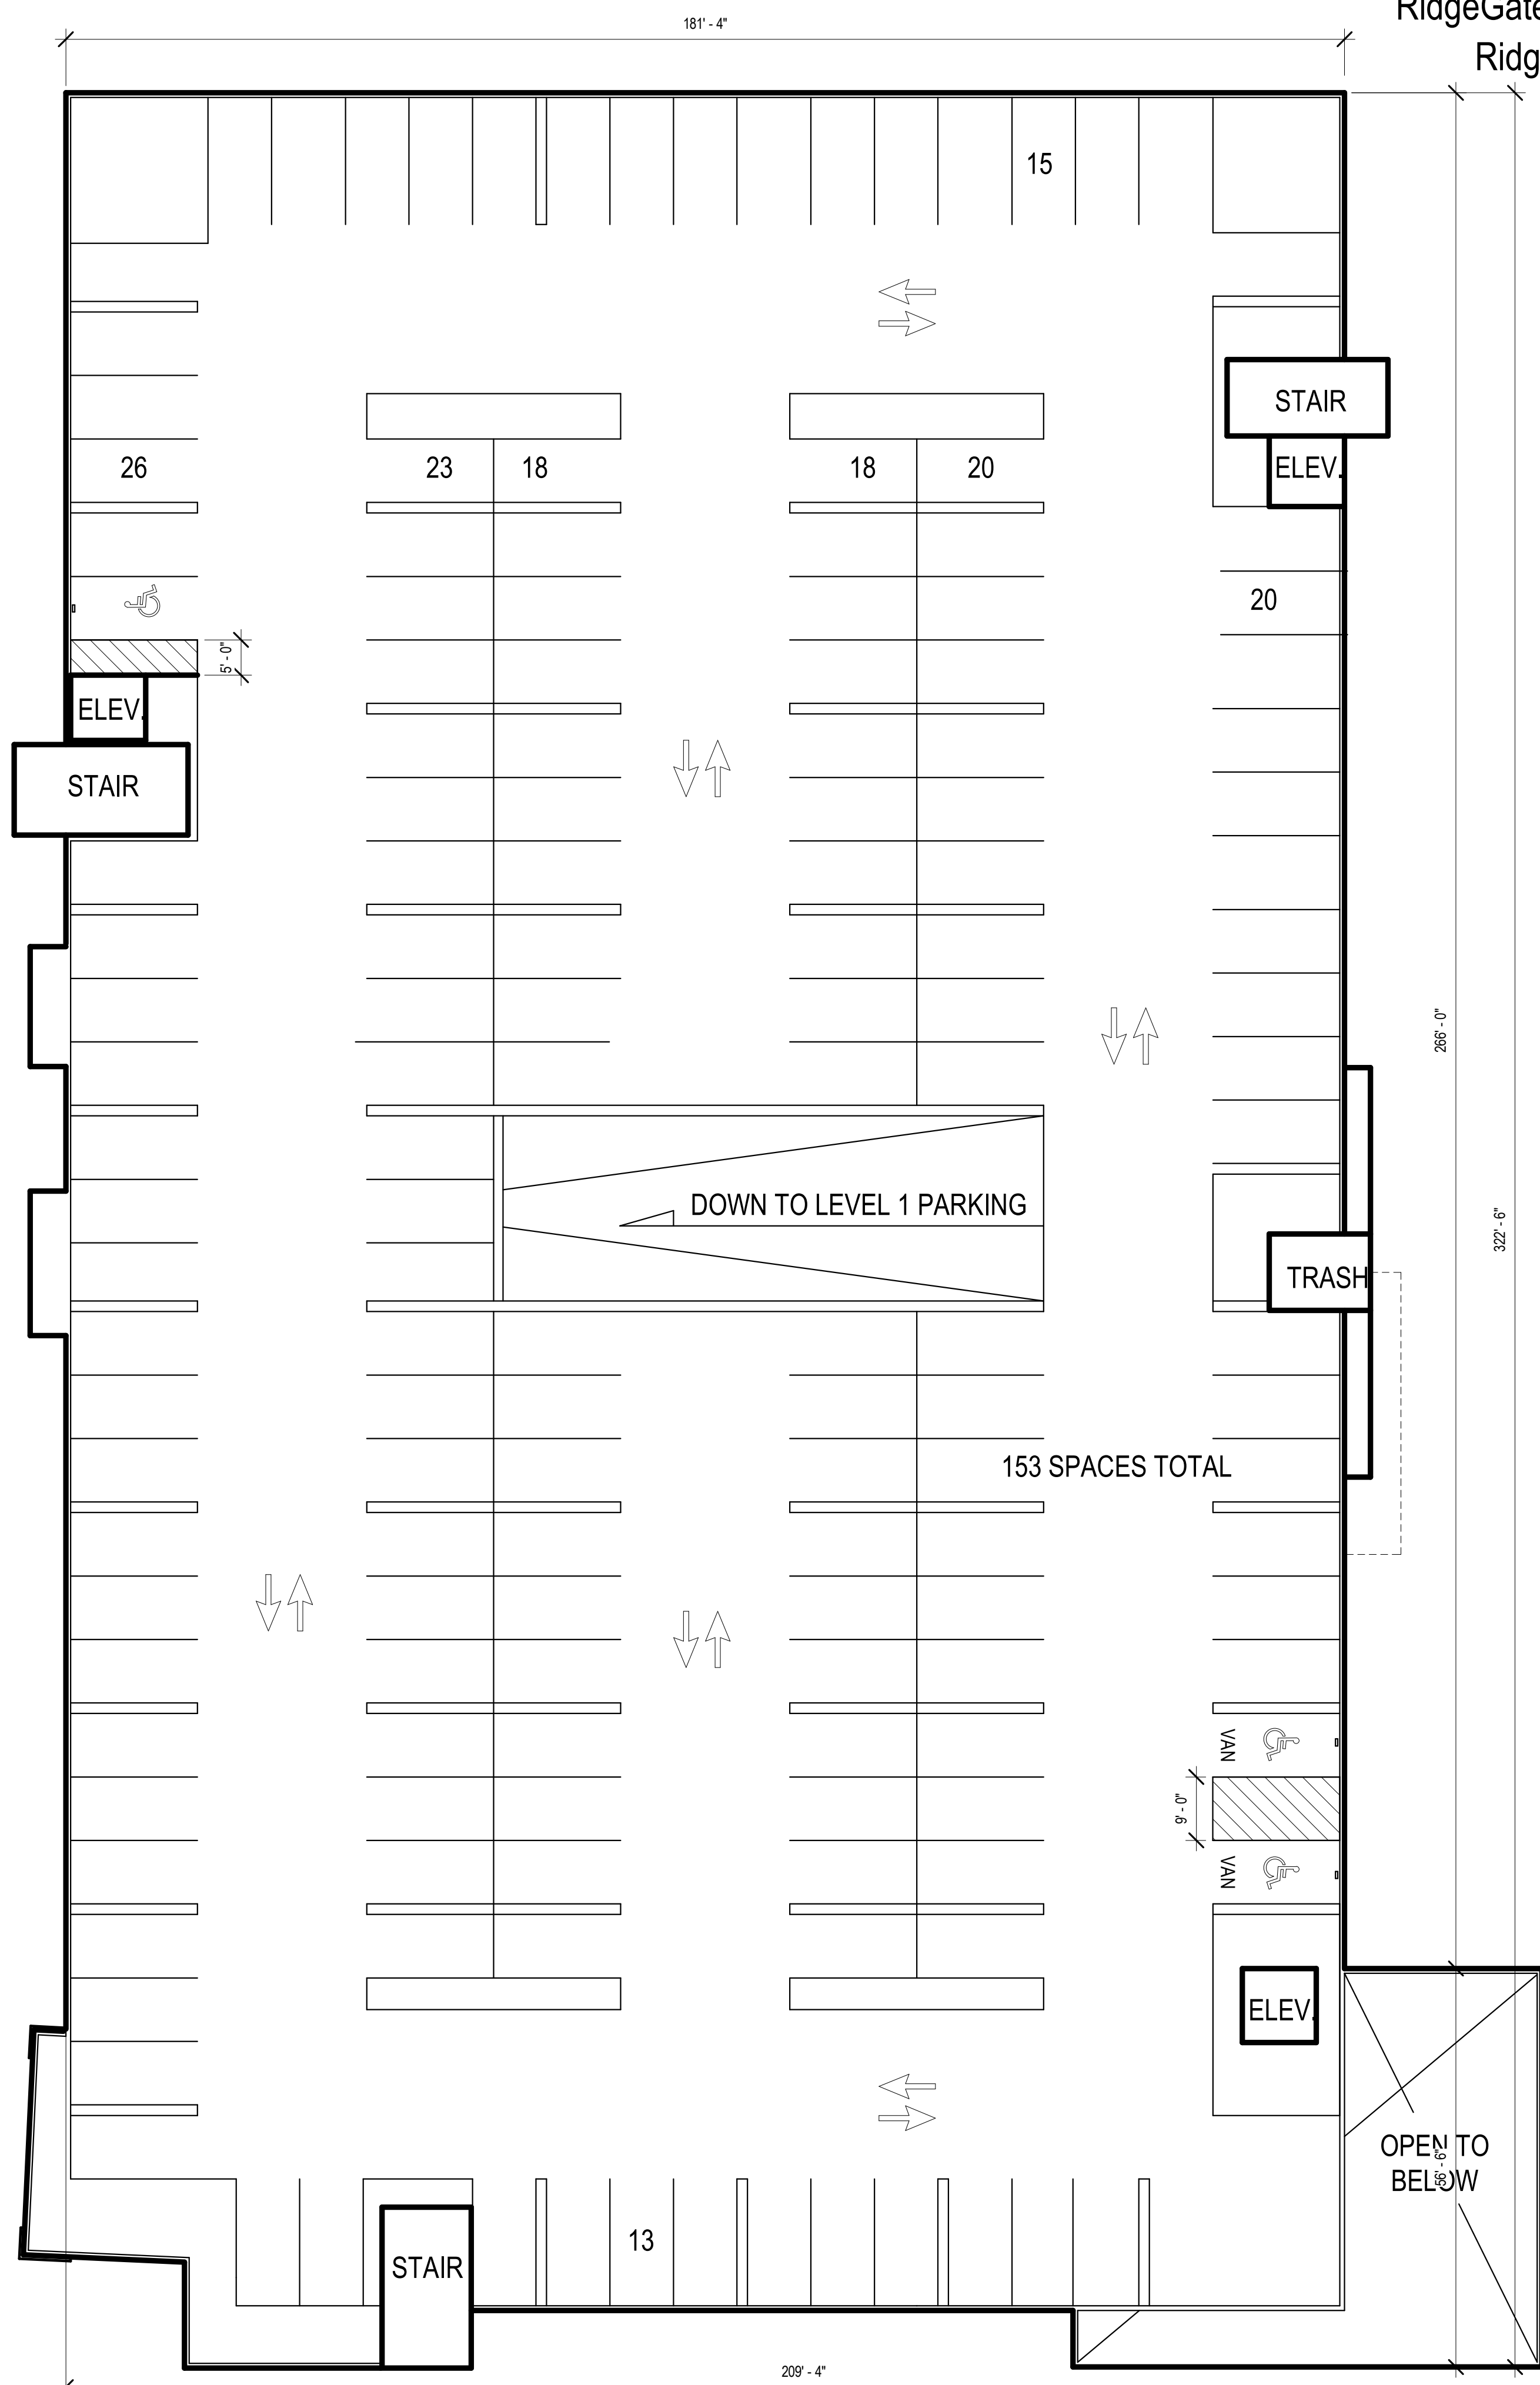 RidgeGate
Ridg
181' - 4"
15
STAIR
26
23
18
18
20
ELEV.
20
5' - 0"
ELEV.
STAIR
266' - 0"
DOWN TO LEVEL 1 PARKING
322' - 6"
TRASH
153 SPACES TOTAL
VAN
9' - 0"
VAN
ELEV.
OPEN TO
BELOW
56' - 6"
13
STAIR
209' - 4"